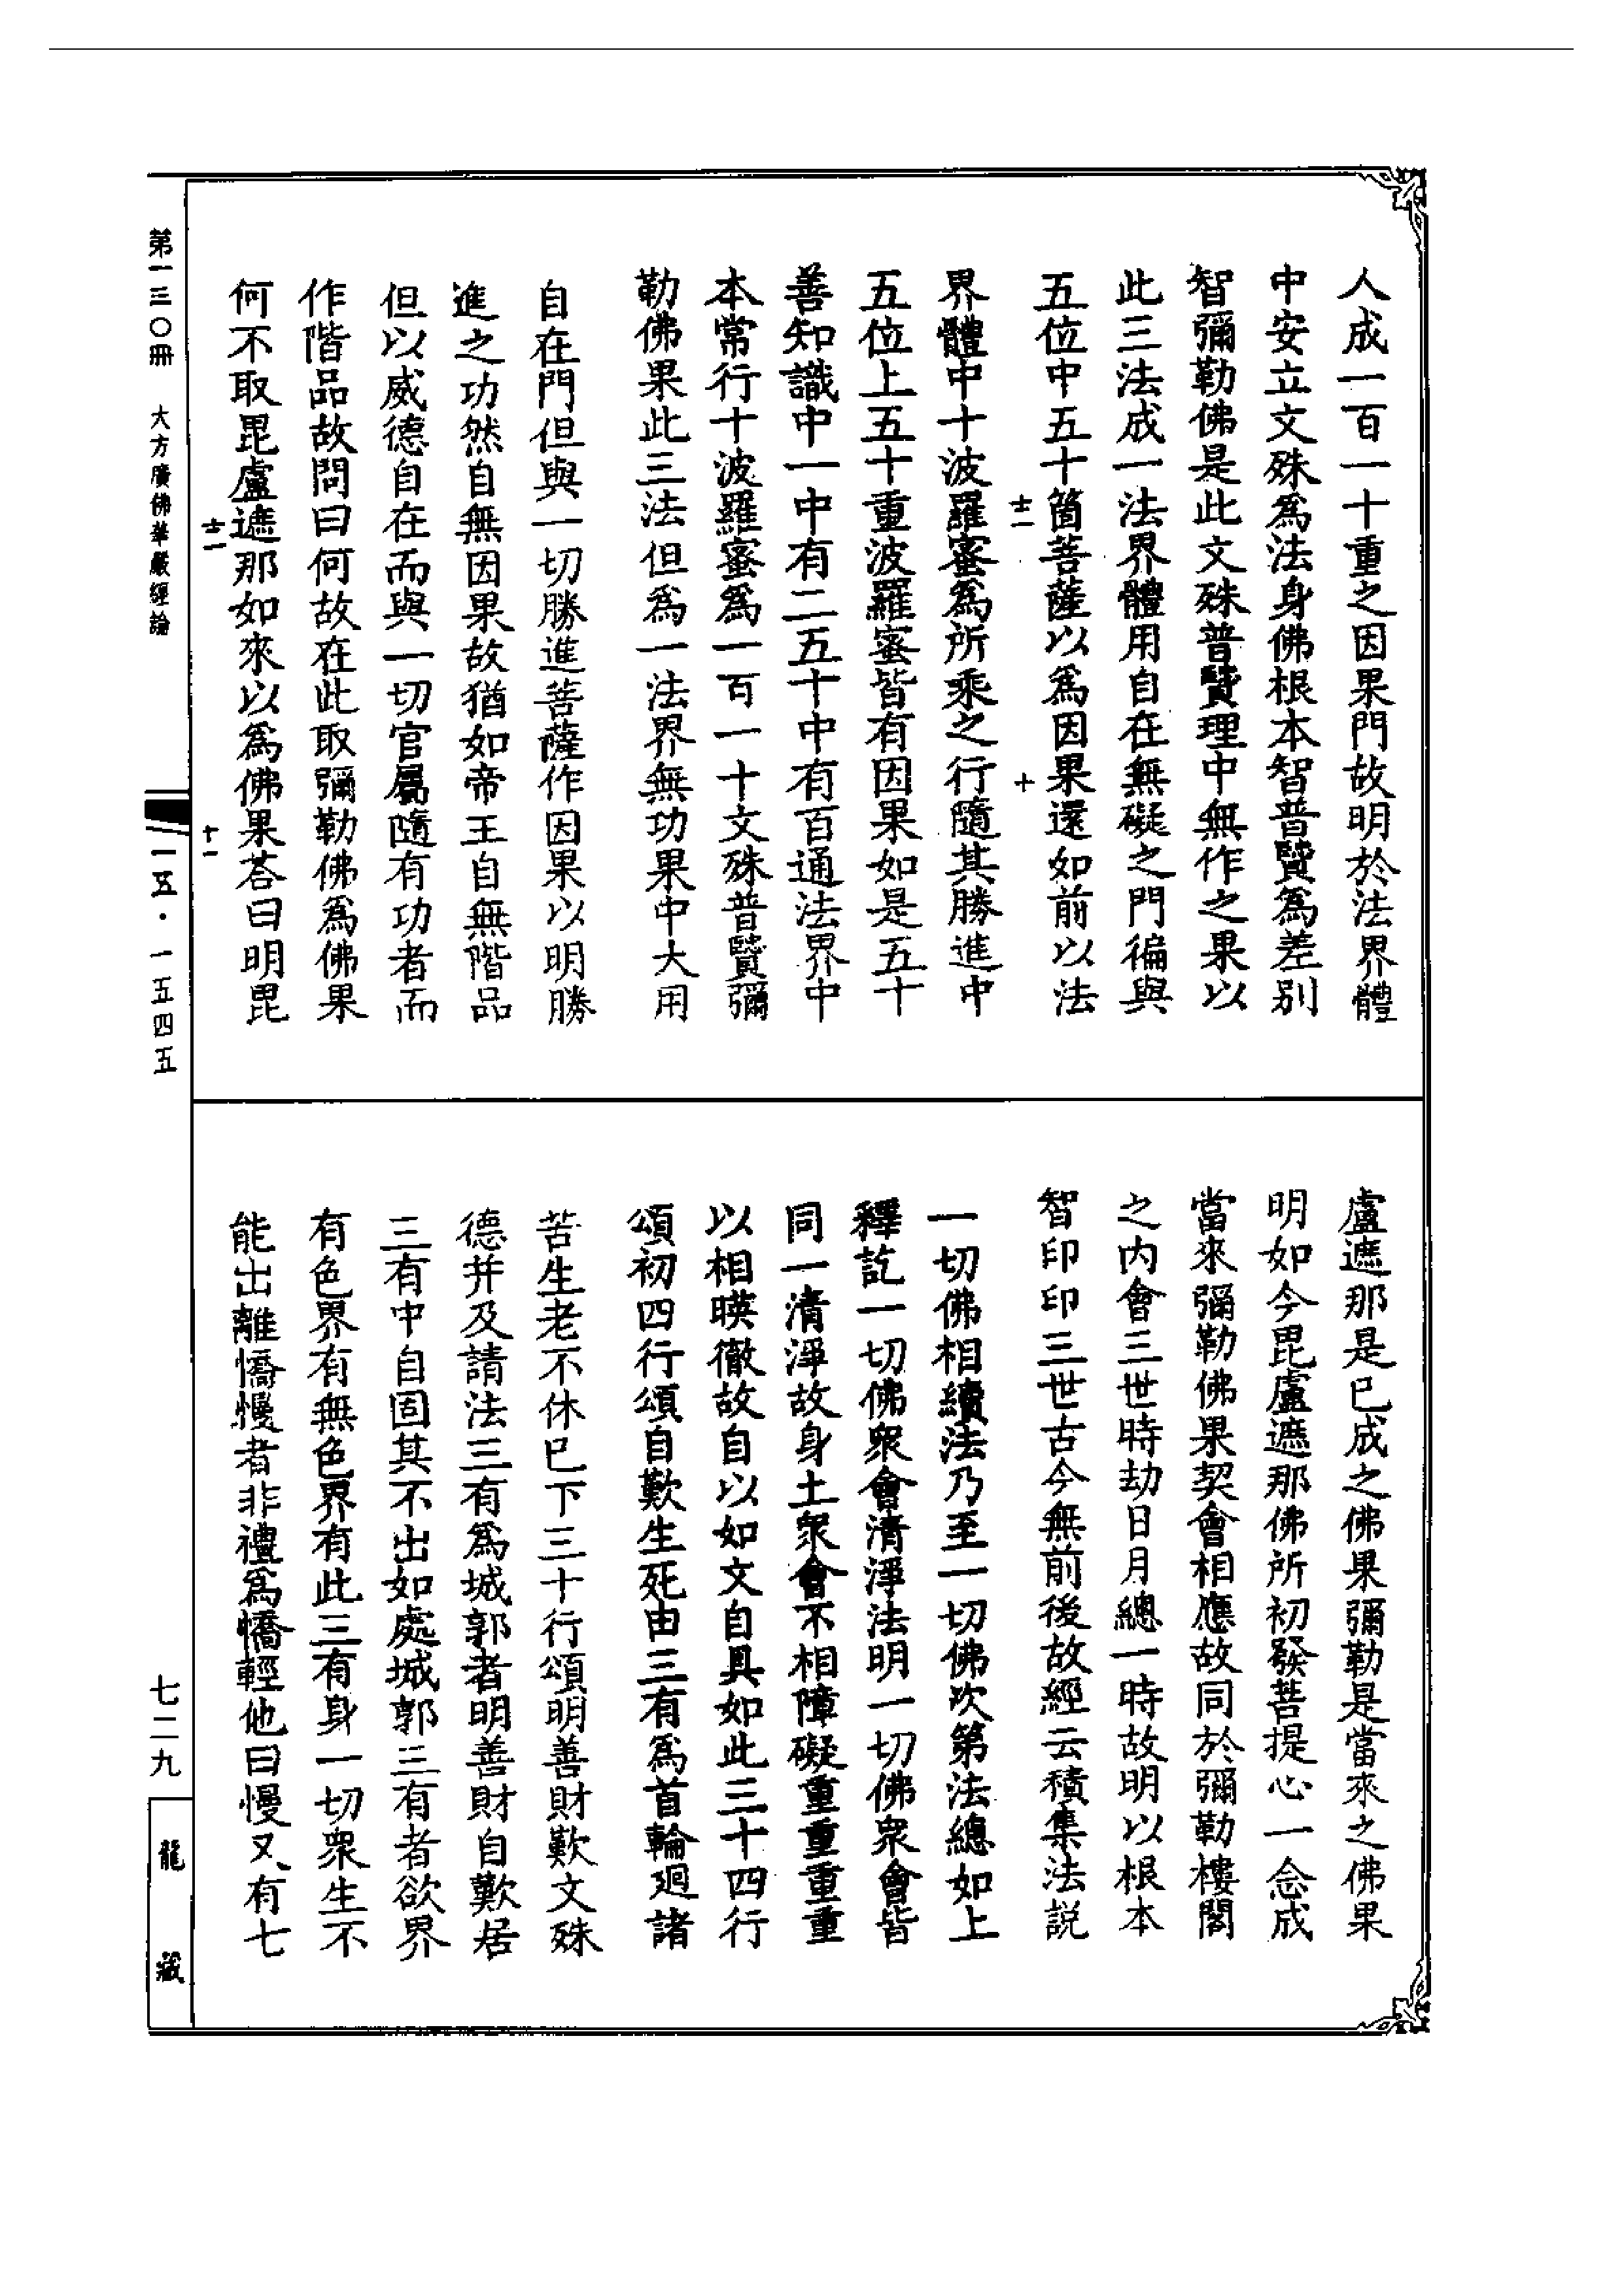 人成一百一十重之因果門故明於法界體
中安立文殊為法身佛根本智普賢為差别
智彌勒佛是此文殊普賢理中無作之果以
此三法成一法界體用自在無礙之門徧與
五位中五十箇菩薩以為因果還如前以法
界體中十波羅蜜為所乘之行隨其勝進中
五位上五十重波羅蜜皆有因果如是五十
善知識中一中有二五十中有百通法界中
本常行十波羅蜜為一百一十文殊普賢彌
勒佛果此三法但為一法界無功果中大用
自在門但與一切勝進菩薩作因果以明勝
進之功然自無因果故猶如帝王自無階品
但以威德自在而與一切官屬隨有功者而
作階品故問曰何故在此取彌勒佛為佛果
何不取毘盧遮那如來以為佛果荅曰明毘
盧遮那是已成之佛果彌勒是當來之佛果
明如今毘盧遮那佛所初發菩提心一念成
當來彌勒佛果契會相應故同於彌勒樓閣
之内會三世時劫日月總一時故明以根本
智印印三世古今無前後故經云積集法説
一切佛相續法乃至一切佛次第法總如上
釋訖一切佛衆會清淨法明一切佛衆會皆
同一清淨故身土衆會不相障礙重重重重
以相暎徹故自以如文自具如此三十四行
頌初四行頌自歎生死由三有為首輪迴諸
苦生老不休已下三十行頌明善財歎文殊
德并及請法三有為城郭者明善財自歎居
三有中自固其不出如處城郭三有者欲界
有色界有無色界有此三有身一切衆生不
能出離憍慢者非禮為憍輕他曰慢又有七
第一三〇冊 大方廣佛華嚴經論
一五・一五四五
七二九
龍藏
十
十一